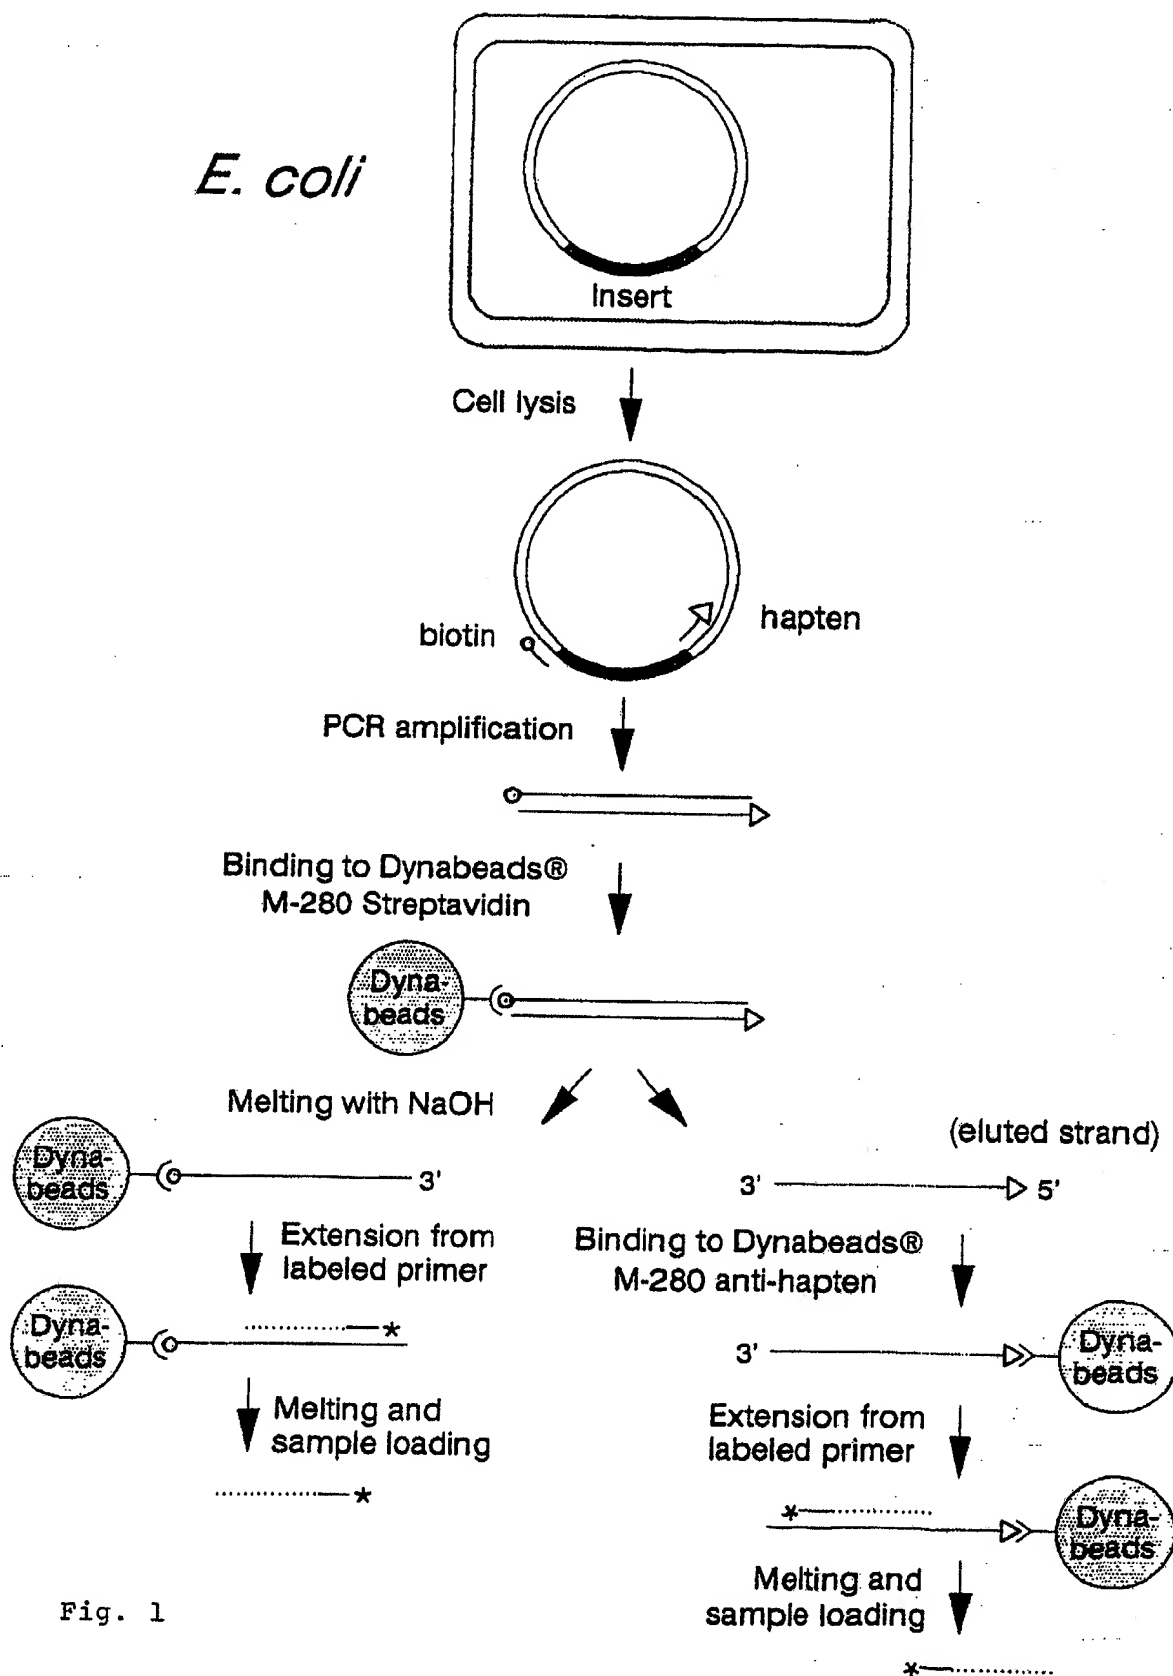 E. coli
Insert
Cell lysis
biotin
hapten
PCR amplification
Binding to Dynabeads®
M-280 Streptavidin
Dyna-
beads
Melting with NaOH
(eluted strand)
Dyna-
beads
3'
3'
5'
Extension from
labeled primer
Binding to Dynabeads®
M-280 anti-hapten
Dyna-
beads
*
3'
Dyna-
beads
Melting and
sample loading
Extension from
labeled primer
*
*
Dyna-
beads
Melting and
sample loading
*
Fig. 1